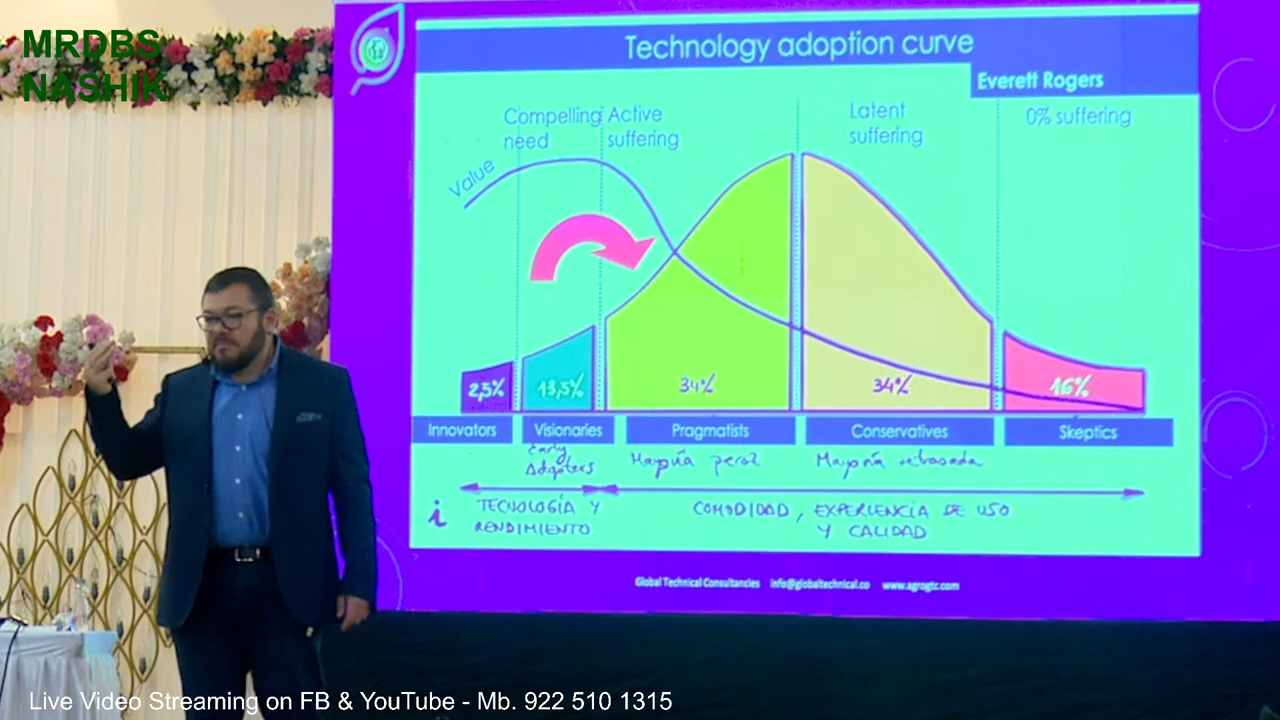 MRDBS
NASHIK
Technology adoption curve
Everett Rogers
Compelling
need
Active
suffering
Latent
suffering
0% suffering
Value
2,5%
13,5%
34%
34%
16%
Innovators
Visionaries
Pragmatists
Conservatives
Skeptics
Early
Adopters
Mayoría
Mayoría
i
TECNOLOGÍA Y
RENDIMIENTO
COMODIDAD, EXPERIENCIA DE USO
Y CALIDAD
Global Technical Consultancies info@globaltechnical.co www.agrogtc.com
Live Video Streaming on FB & YouTube - Mb. 922 510 1315